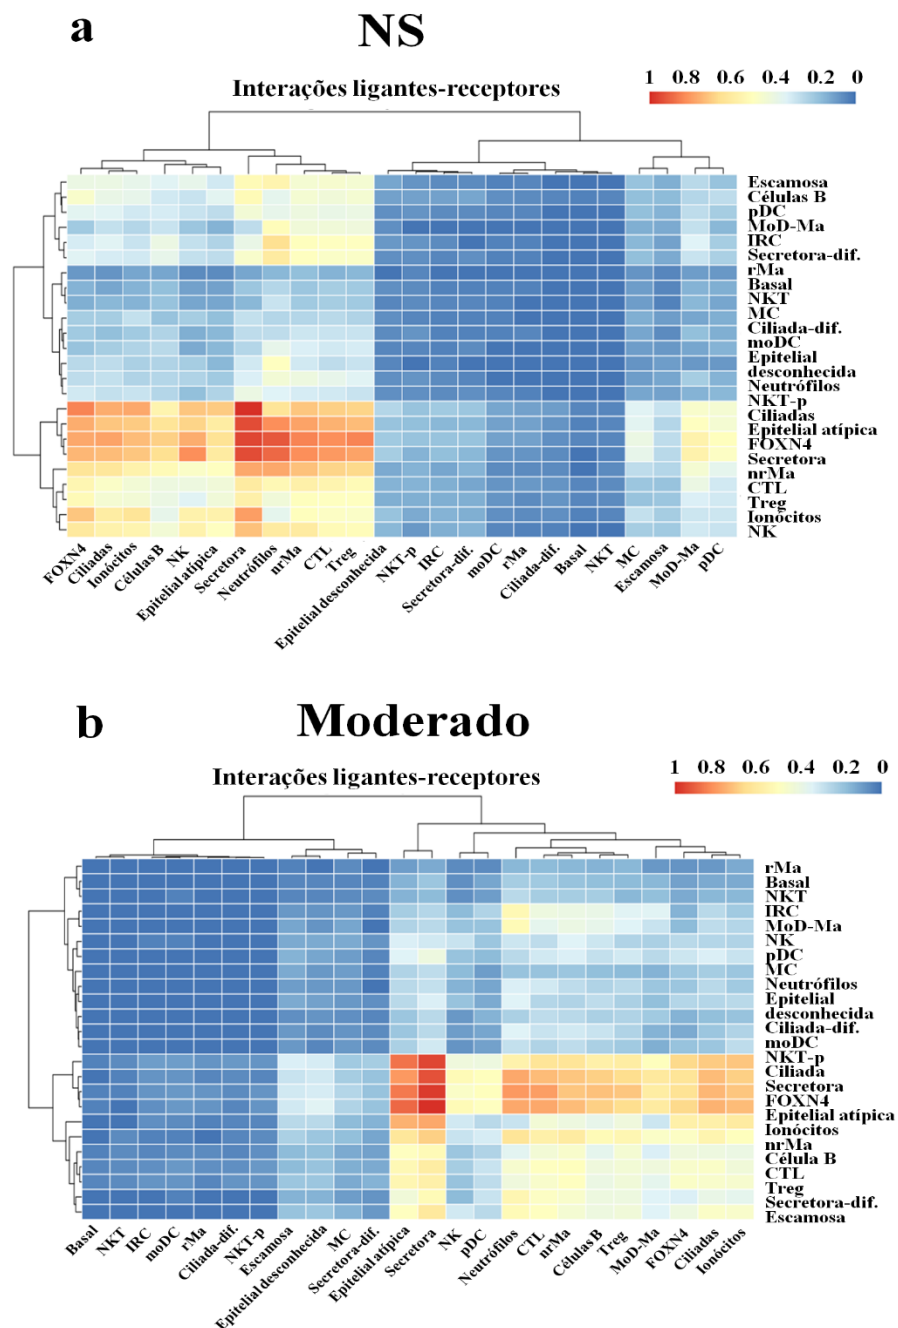 a
NS
Interações ligantes-receptores
1 0.8 0.6 0.4 0.2 0
Escamosa
Células B
pDC
MoD-Ma
IRC
Secretora-dif.
rMa
Basal
NKT
MC
Ciliada-dif.
moDC
Epitelial
desconhecida
Neutrófilos
NKT-p
Ciliadas
Epitelial atípica
FOXN4
Secretora
nrMa
CTL
Treg
Ionócitos
NK
FOXN4
Ciliadas
Ionócitos
Células B
NK
Epitelial atípica
Secretora
Neutrófilos
nrMa
CTL
Treg
Epitelial desconhecida
NKT-p
IRC
Secretora-dif.
moDC
rMa
Ciliada-dif.
Basal
NKT
MC
Escamosa
MoD-Ma
pDC
b
Moderado
Interações ligantes-receptores
1 0.8 0.6 0.4 0.2 0
rMa
Basal
NKT
IRC
MoD-Ma
NK
pDC
MC
Neutrófilos
Epitelial
desconhecida
Ciliada-dif.
moDC
NKT-p
Ciliada
Secretora
FOXN4
Epitelial atípica
Ionócitos
nrMa
Célula B
CTL
Treg
Secretora-dif.
Escamosa
Basal
NKT
IRC
moDC
rMa
Ciliada-dif.
NKT-p
Escamosa
Epitelial desconhecida
MC
Secretora-dif.
Epitelial atípica
Secretora
NK
pDC
Neutrófilos
CTL
nrMa
Células B
Treg
MoD-Ma
FOXN4
Ciliadas
Ionócitos